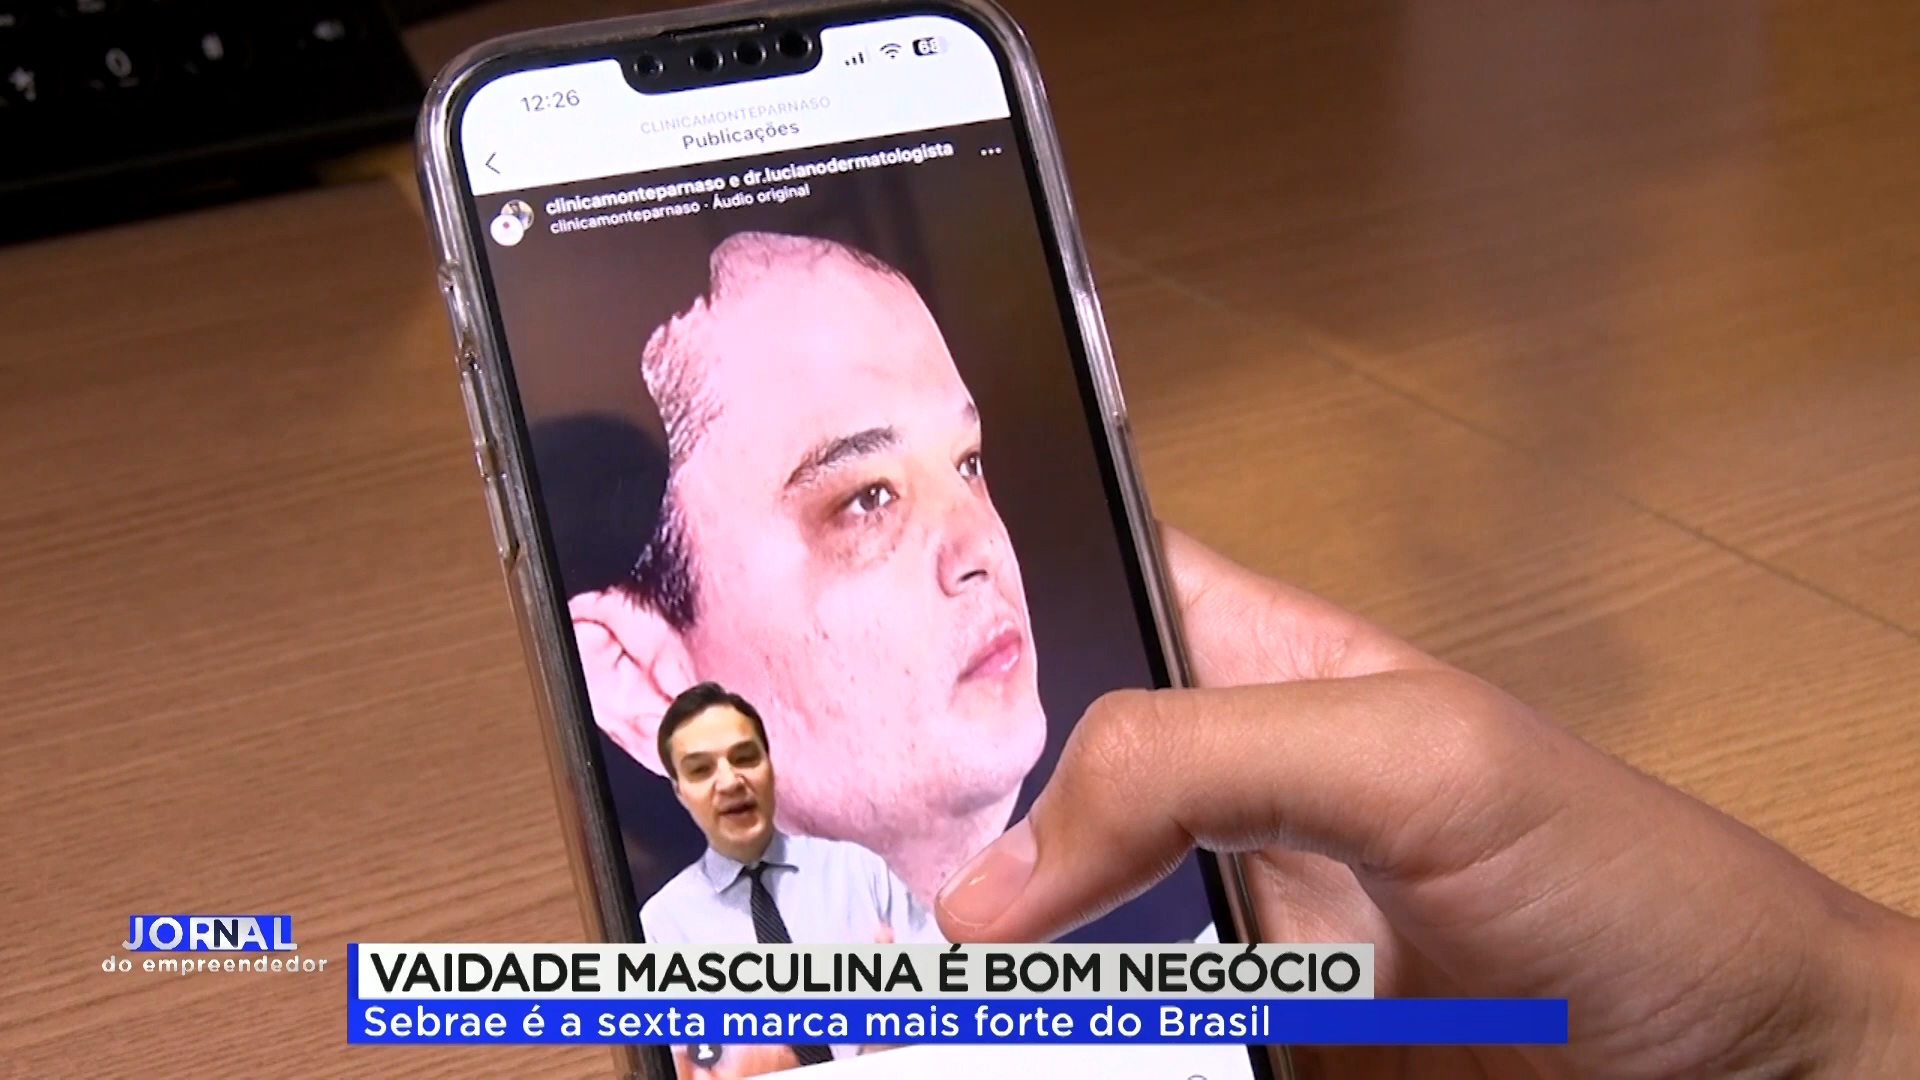 12:26
68
CLINICAMONTEPARNASO
Publicações
clinicamonteparnaso e dr.lucianodermatologista
clinicamonteparnaso · Áudio original
JORNAL
do empreendedor
VAIDADE MASCULINA É BOM NEGÓCIO
Sebrae é a sexta marca mais forte do Brasil